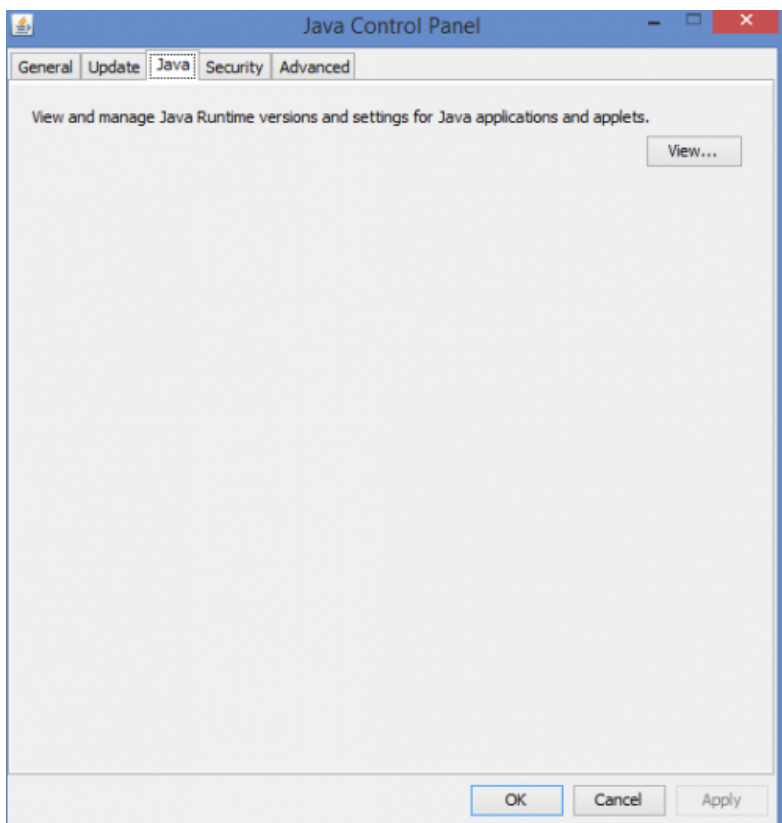 Java Control Panel
General Update Java Security Advanced
View and manage Java Runtime versions and settings for Java applications and applets.
View...
OK Cancel Apply